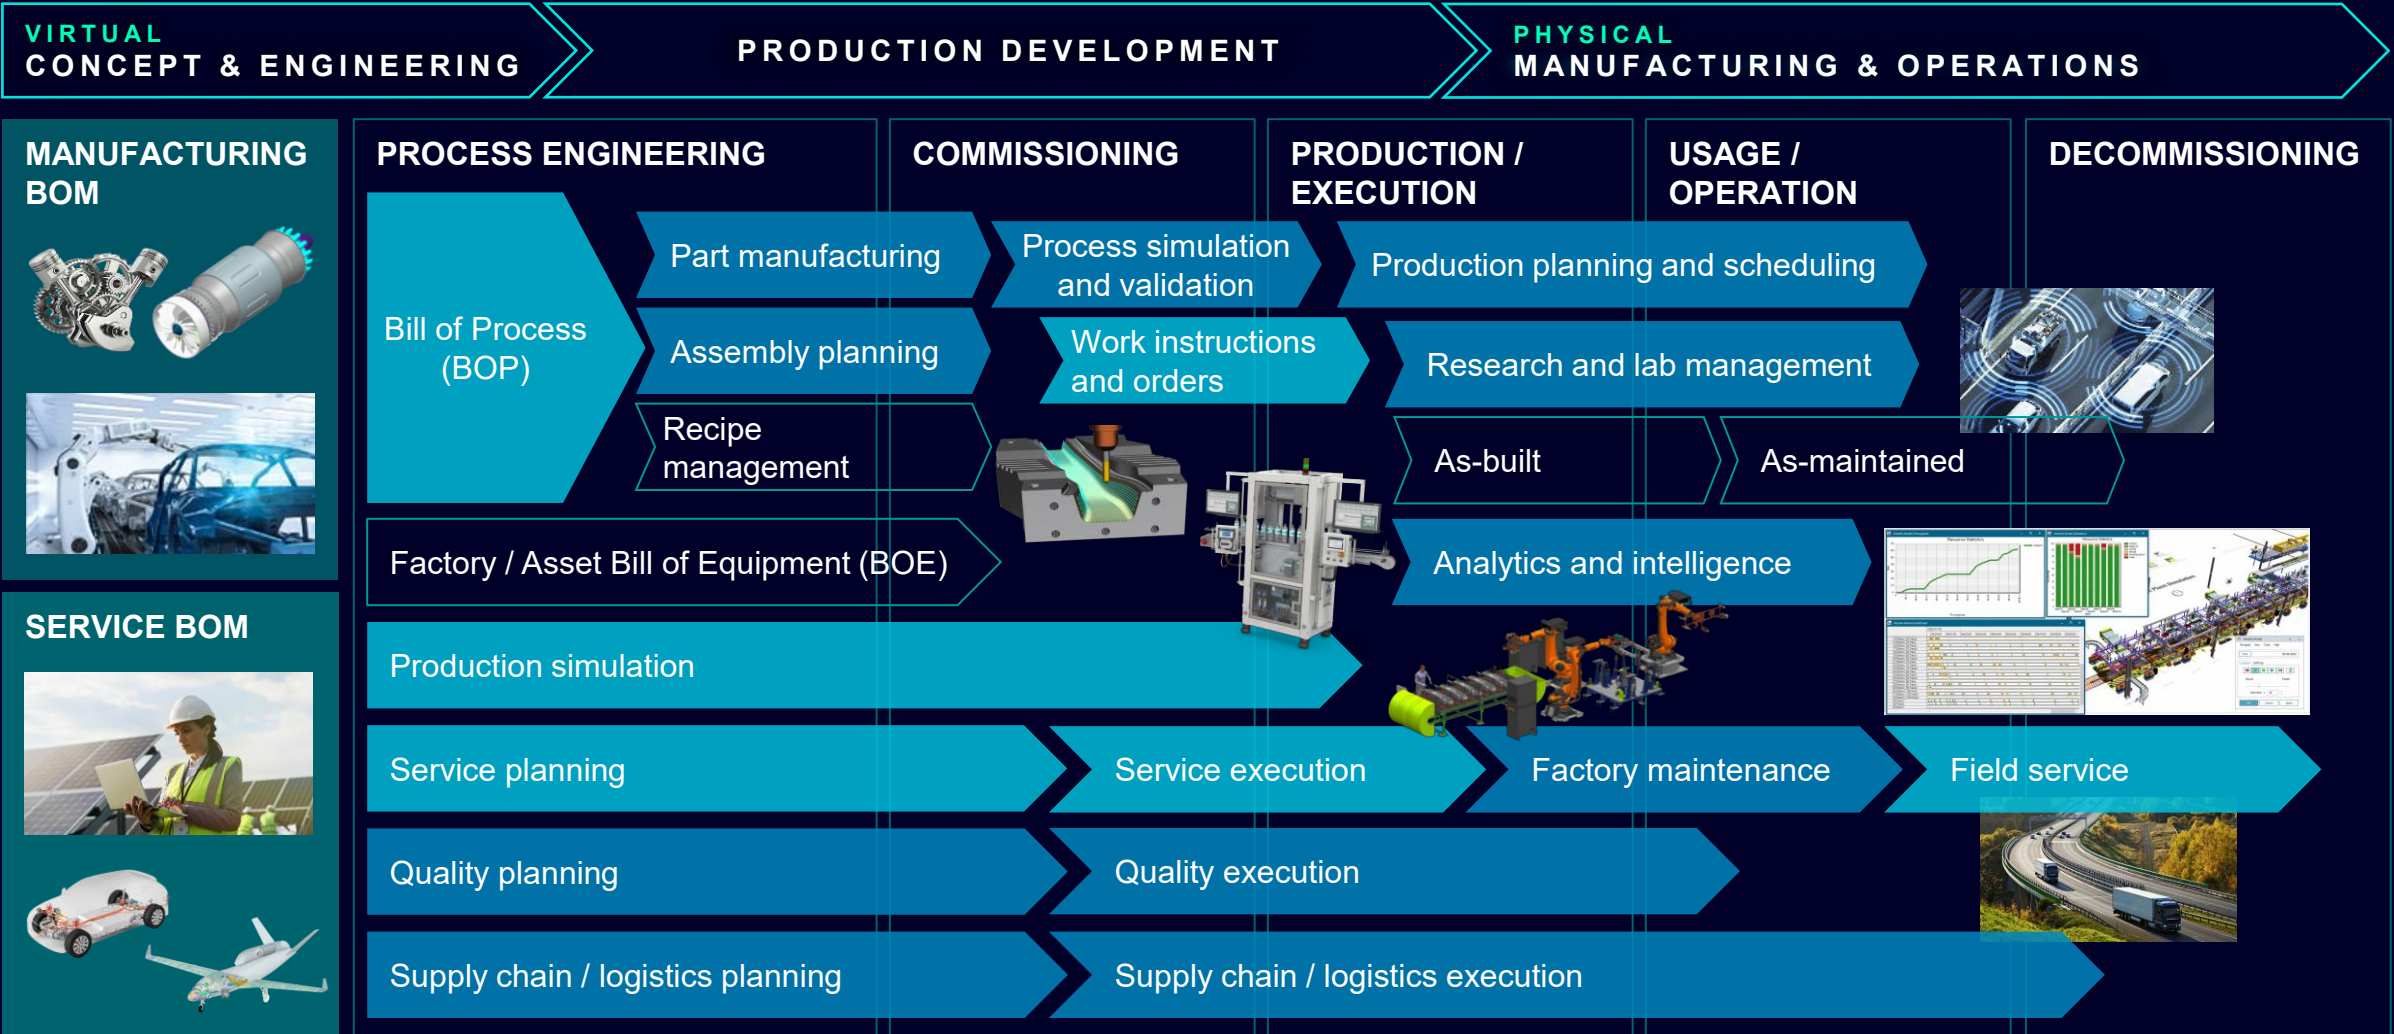 VIRTUAL
CONCEPT & ENGINEERING
PRODUCTION DEVELOPMENT
PHYSICAL
MANUFACTURING & OPERATIONS
MANUFACTURING
BOM
PROCESS ENGINEERING
COMMISSIONING
PRODUCTION /
EXECUTION
USAGE /
OPERATION
DECOMMISSIONING
Bill of Process
(BOP)
Part manufacturing
Process simulation
and validation
Production planning and scheduling
Assembly planning
Work instructions
and orders
Research and lab management
Recipe
management
As-built
As-maintained
Factory / Asset Bill of Equipment (BOE)
Analytics and intelligence
SERVICE BOM
Production simulation
Service planning
Service execution
Factory maintenance
Field service
Quality planning
Quality execution
Supply chain / logistics planning
Supply chain / logistics execution